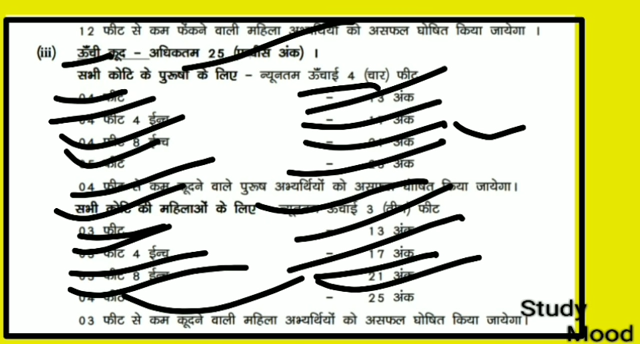 12 फीट से कम फेंकने वाली महिला अभ्यर्थियों को असफल घोषित किया जायेगा ।
(iii) ऊँची कूद - अधिकतम 25 (पच्चीस अंक) ।
सभी कोटि के पुरूषों के लिए - न्यूनतम ऊँचाई 4 (चार) फीट
04 फीट - 13 अंक
04 फीट 4 ईन्च - अंक
04 फीट 8 ईन्च - 21 अंक
05 फीट - अंक
04 फीट से कम कूदने वाले पुरूष अभ्यर्थियों को असफल घोषित किया जायेगा।
सभी कोटि की महिलाओं के लिए न्यूनतम ऊँचाई 3 (तीन) फीट
03 फीट - 13 अंक
03 फीट 4 ईन्च - 17 अंक
03 फीट 8 ईन्च - 21 अंक
04 फीट - 25 अंक
03 फीट से कम कूदने वाली महिला अभ्यर्थियों को असफल घोषित किया जायेगा।
Study
Mood